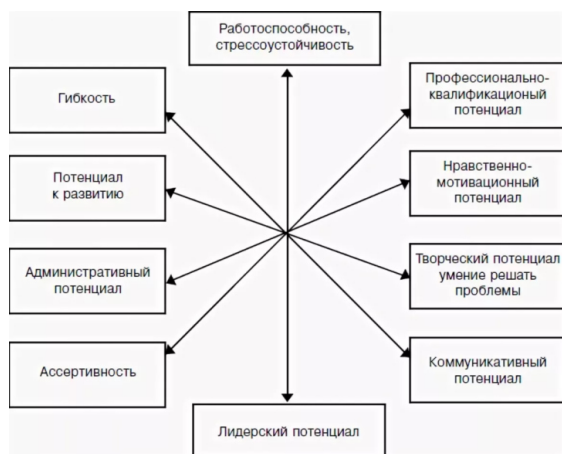 Работоспособность,
стрессоустойчивость
Гибкость
Профессионально-
квалификационый
потенциал
Потенциал
к развитию
Нравственно-
мотивационный
потенциал
Административный
потенциал
Творческий потенциал
умение решать
проблемы
Ассертивность
Коммуникативный
потенциал
Лидерский потенциал